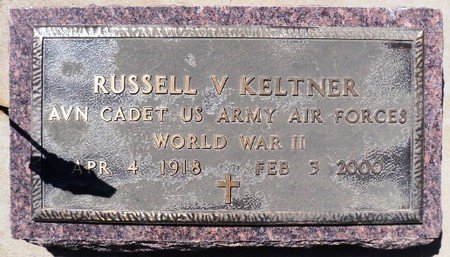 RUSSELL V KELTNER
AVN CADET US ARMY AIR FORCES
WORLD WAR II
APR 4 1918 FEB 3 2000